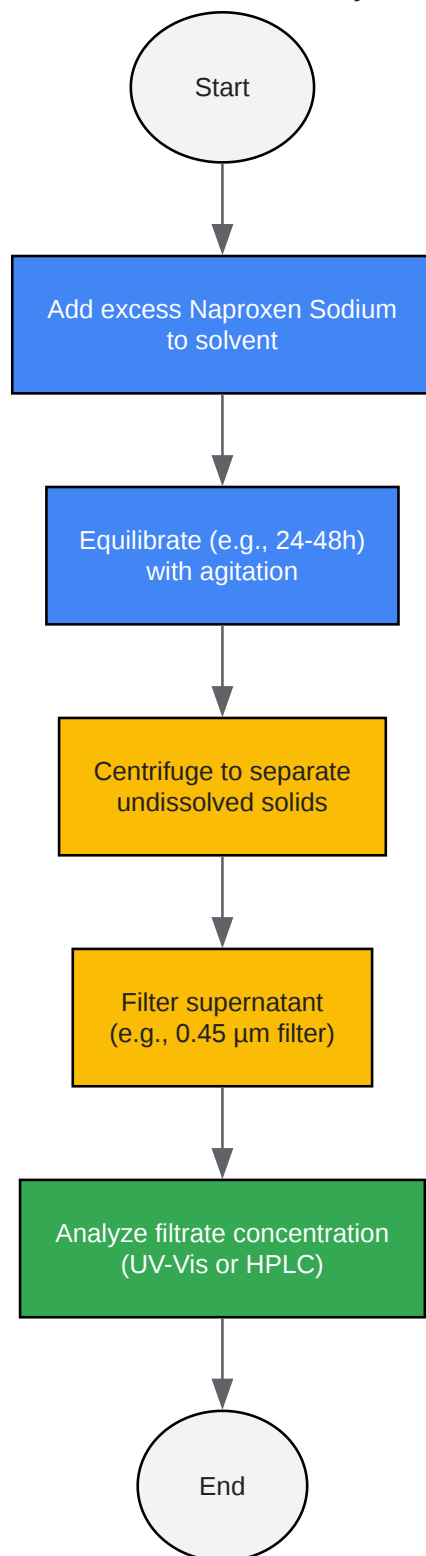 Start
Add excess Naproxen Sodium
to solvent
Equilibrate (e.g., 24-48h)
with agitation
Centrifuge to separate
undissolved solids
Filter supernatant
(e.g., 0.45 µm filter)
Analyze filtrate concentration
(UV-Vis or HPLC)
End